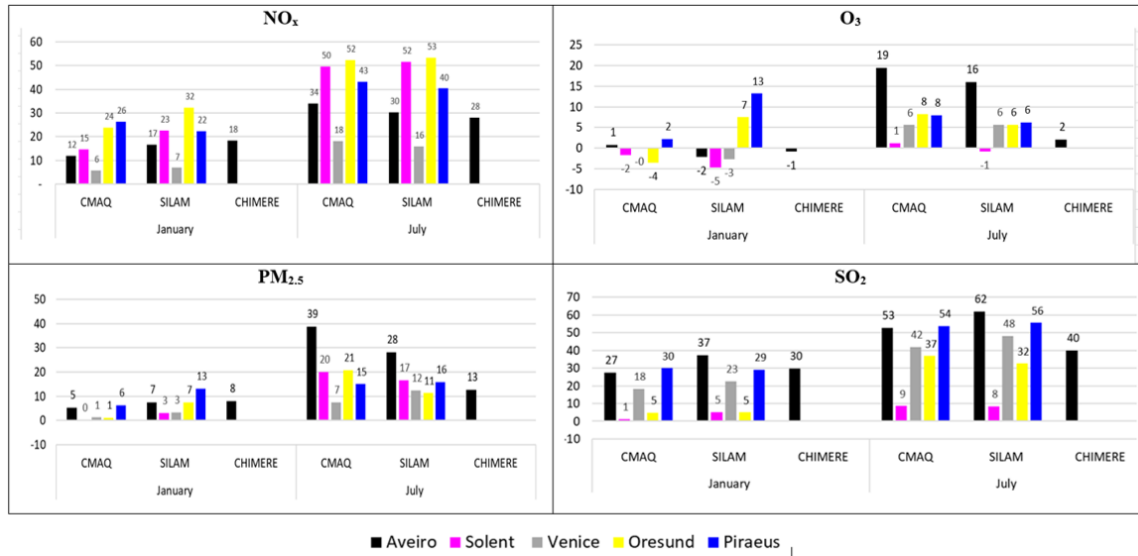 NOₓ
60
50
40
30
20
10
-
12 15 6 24 26
17 23 7 32 22
18
34 50 18 52 43
30 52 16 53 40
28
CMAQ SILAM CHIMERE CMAQ SILAM CHIMERE
January July
O₃
25
20
15
10
5
0
-5
-10
1 -2 -0 -4 2
-2 -5 -3 7 13
-1
19 1 6 8 8
16 -1 6 6 6
2
CMAQ SILAM CHIMERE CMAQ SILAM CHIMERE
January July
PM₂.₅
50
40
30
20
10
0
-10
5 0 1 1 6
7 3 3 7 13
8
39 20 7 21 15
28 17 12 11 16
13
CMAQ SILAM CHIMERE CMAQ SILAM CHIMERE
January July
SO₂
70
60
50
40
30
20
10
0
-10
27 1 18 5 30
37 5 23 5 29
30
53 9 42 37 54
62 8 48 32 56
40
CMAQ SILAM CHIMERE CMAQ SILAM CHIMERE
January July
Aveiro Solent Venice Oresund Piraeus